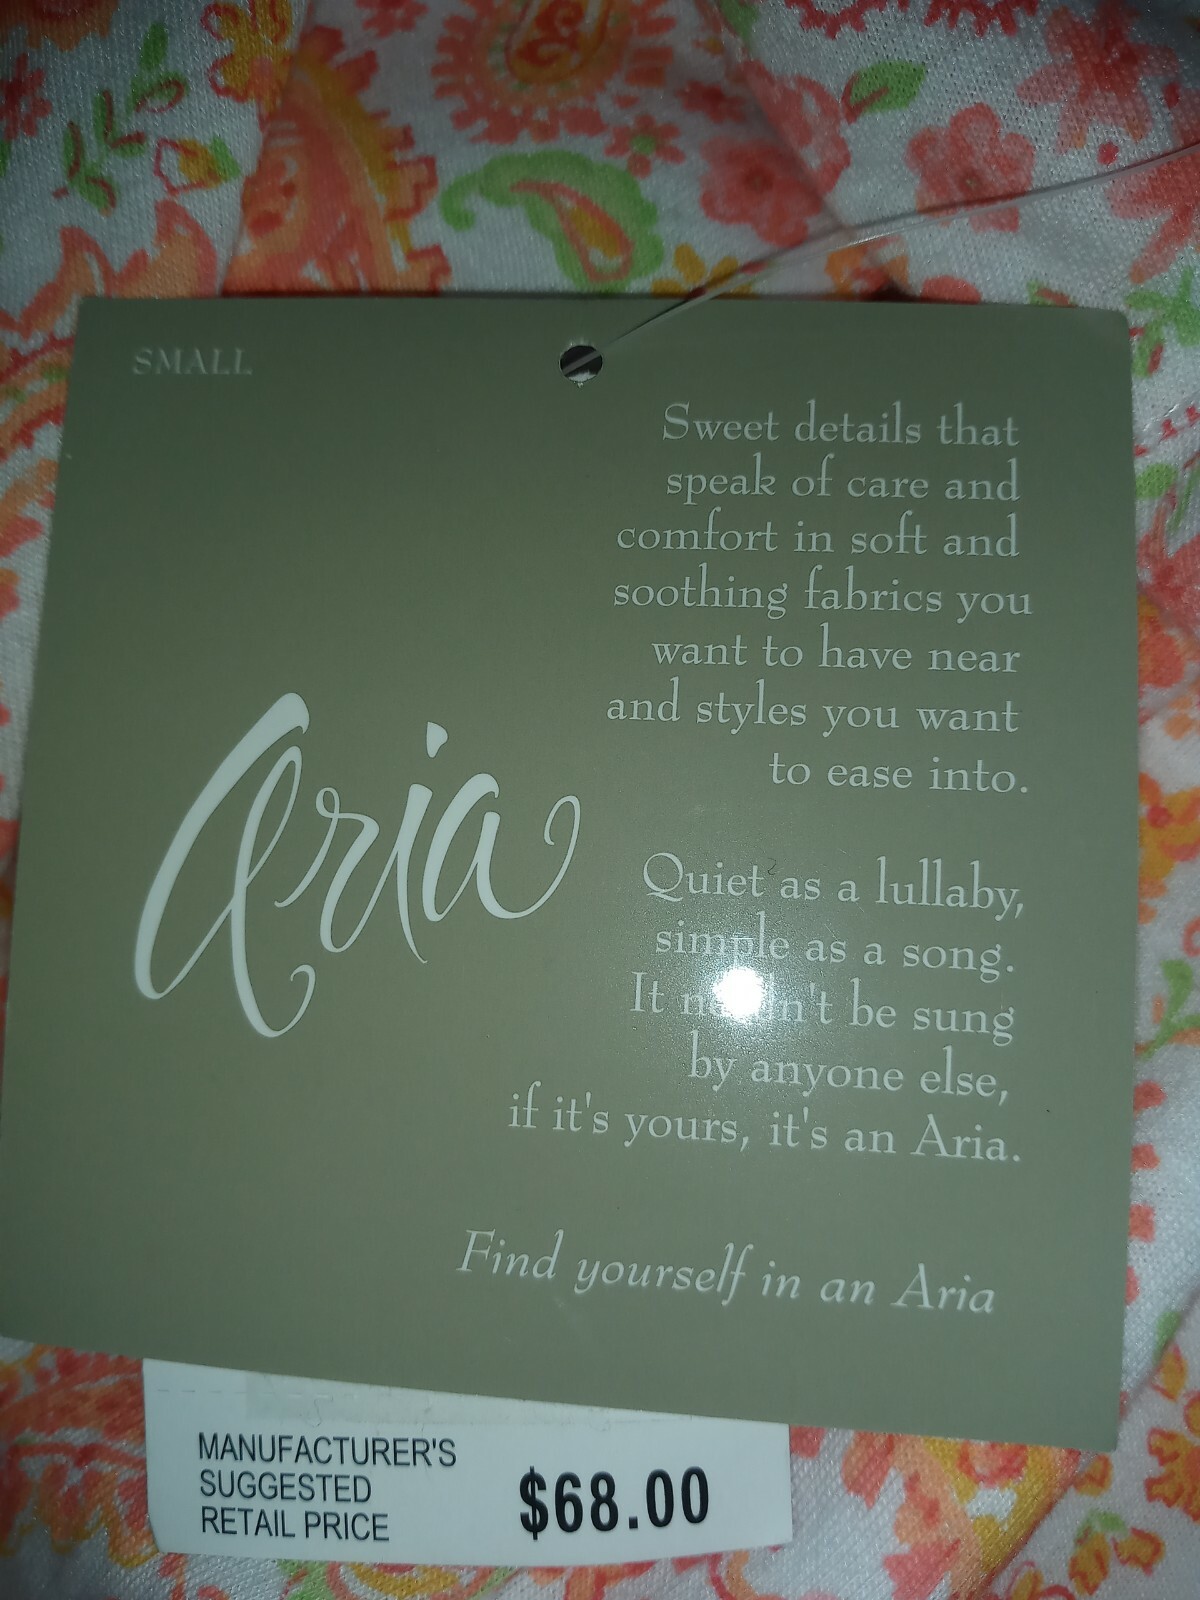 SMALL
Sweet details that
speak of care and
comfort in soft and
soothing fabrics you
want to have near
and styles you want
to ease into.
Aria
Quiet as a lullaby,
simple as a song.
It needn't be sung
by anyone else,
if it's yours, it's an Aria.
Find yourself in an Aria
MANUFACTURER'S
SUGGESTED
RETAIL PRICE
$68.00